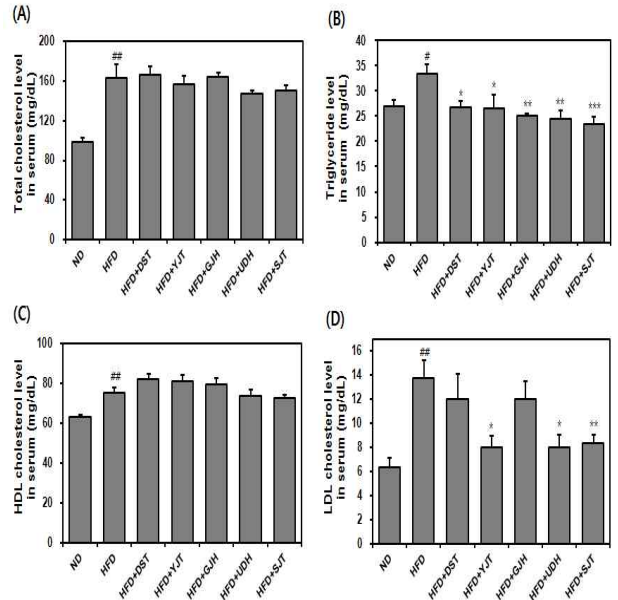 (A)
Total cholesterol level
in serum (mg/dL)
200
160
120
80
40
0
##
ND
HFD
HFD+DST
HFD+YJT
HFD+GJH
HFD+UDH
HFD+SJT
(B)
Triglyceride level
in serum (mg/dL)
40
35
30
25
20
15
10
5
0
#
*
*
**
**
***
ND
HFD
HFD+DST
HFD+YJT
HFD+GJH
HFD+UDH
HFD+SJT
(C)
HDL cholesterol level
in serum (mg/dL)
100
80
60
40
20
0
##
ND
HFD
HFD+DST
HFD+YJT
HFD+GJH
HFD+UDH
HFD+SJT
(D)
LDL cholesterol level
in serum (mg/dL)
16
14
12
10
8
6
4
2
0
##
*
*
**
ND
HFD
HFD+DST
HFD+YJT
HFD+GJH
HFD+UDH
HFD+SJT